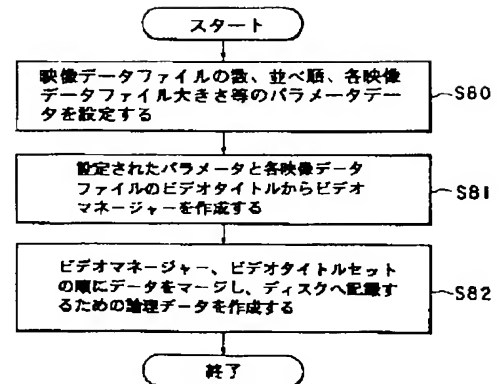 スタート
映像データファイルの数、並べ順、各映像
データファイル大きさ等のパラメータデー
タを設定する
S80
設定されたパラメータと各映像データ
ファイルのビデオタイトルからビデオ
マネージャーを作成する
S81
ビデオマネージャー、ビデオタイトルセット
の順にデータをマージし、ディスクへ記録す
るための論理データを作成する
S82
終了